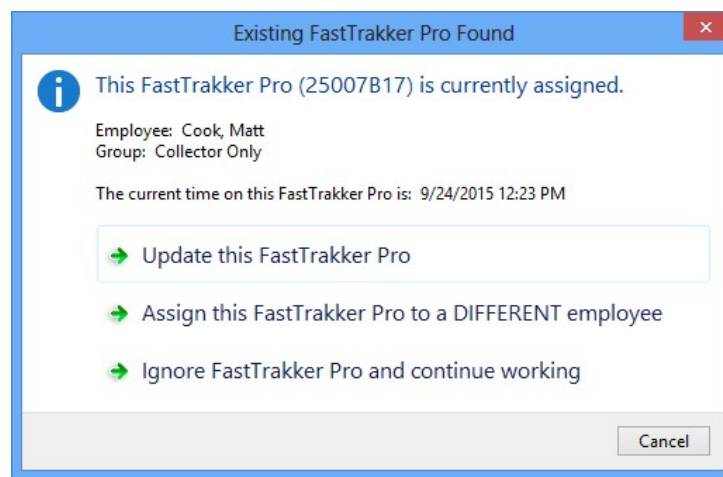 Existing FastTrakker Pro Found
This FastTrakker Pro (25007B17) is currently assigned.
Employee: Cook, Matt
Group: Collector Only
The current time on this FastTrakker Pro is: 9/24/2015 12:23 PM
Update this FastTrakker Pro
Assign this FastTrakker Pro to a DIFFERENT employee
Ignore FastTrakker Pro and continue working
Cancel